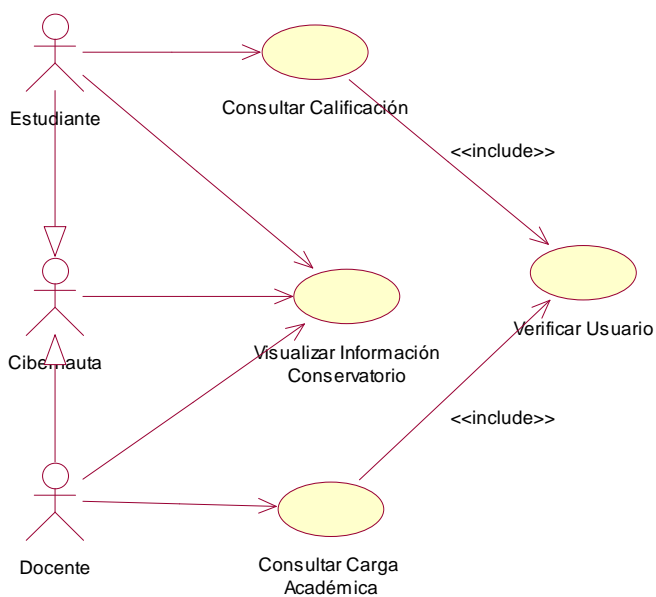 Estudiante
Consultar Calificación
<<include>>
Cibernauta
Visualizar Información
Conservatorio
Verificar Usuario
<<include>>
Docente
Consultar Carga
Académica